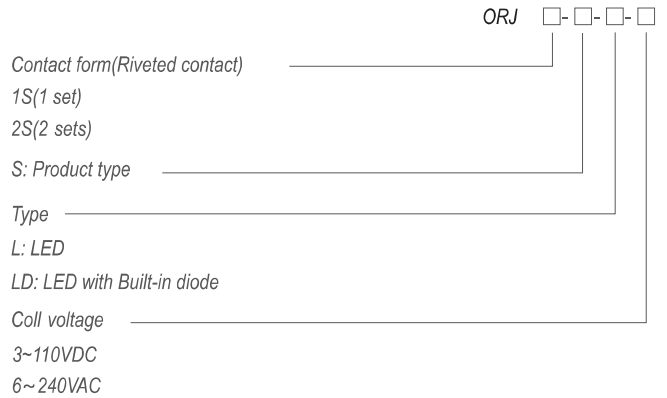 ORJ □-□-□-□
Contact form(Riveted contact)
1S(1 set)
2S(2 sets)
S: Product type
Type
L: LED
LD: LED with Built-in diode
Coll voltage
3~110VDC
6~240VAC